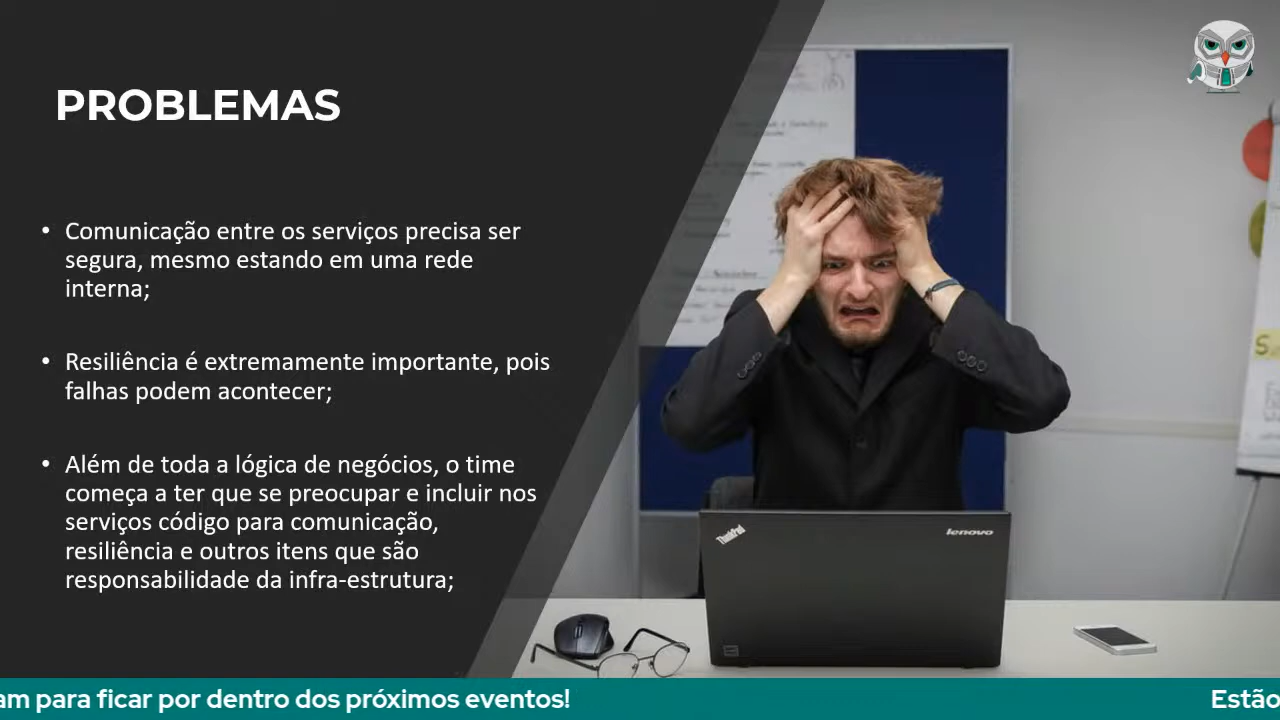 PROBLEMAS
• Comunicação entre os serviços precisa ser
segura, mesmo estando em uma rede
interna;
• Resiliência é extremamente importante, pois
falhas podem acontecer;
• Além de toda a lógica de negócios, o time
começa a ter que se preocupar e incluir nos
serviços código para comunicação,
resiliência e outros itens que são
responsabilidade da infra-estrutura;
ThinkPad
lenovo
am para ficar por dentro dos próximos eventos!
Estão